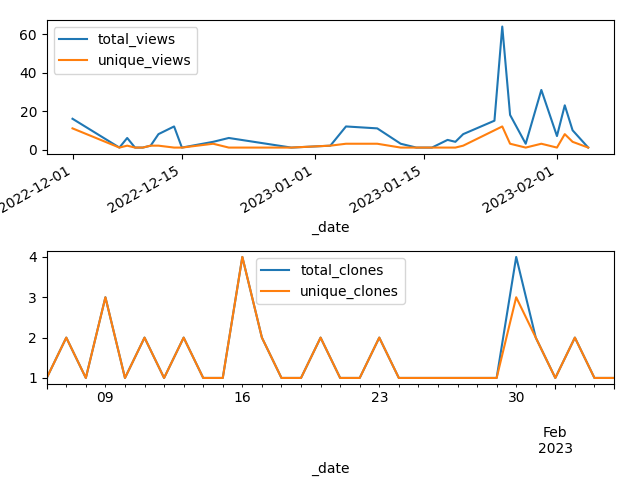 60
40
20
0
total_views
unique_views
2022-12-01
2022-12-15
2023-01-01
2023-01-15
2023-02-01
_date
4
3
2
1
total_clones
unique_clones
09
16
23
30
Feb
2023
_date